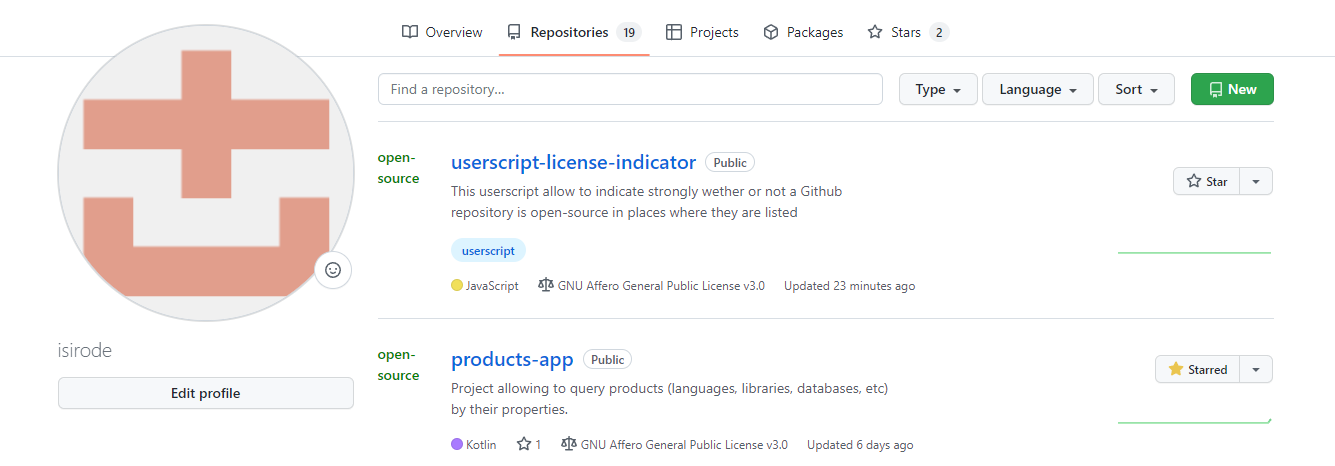 Overview Repositories 19 Projects Packages Stars 2
Find a repository... Type Language Sort New
open-
source
userscript-license-indicator Public
This userscript allow to indicate strongly wether or not a Github
repository is open-source in places where they are listed
Star
userscript
JavaScript GNU Affero General Public License v3.0 Updated 23 minutes ago
isirode
Edit profile
open-
source
products-app Public
Project allowing to query products (languages, libraries, databases, etc)
by their properties.
Starred
Kotlin 1 GNU Affero General Public License v3.0 Updated 6 days ago